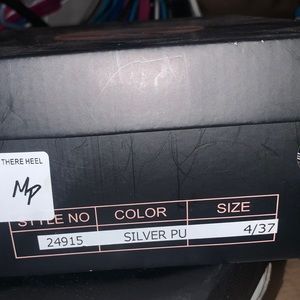 THERE HEEL
MP
STYLE NO COLOR SIZE
24915 SILVER PU 4/37